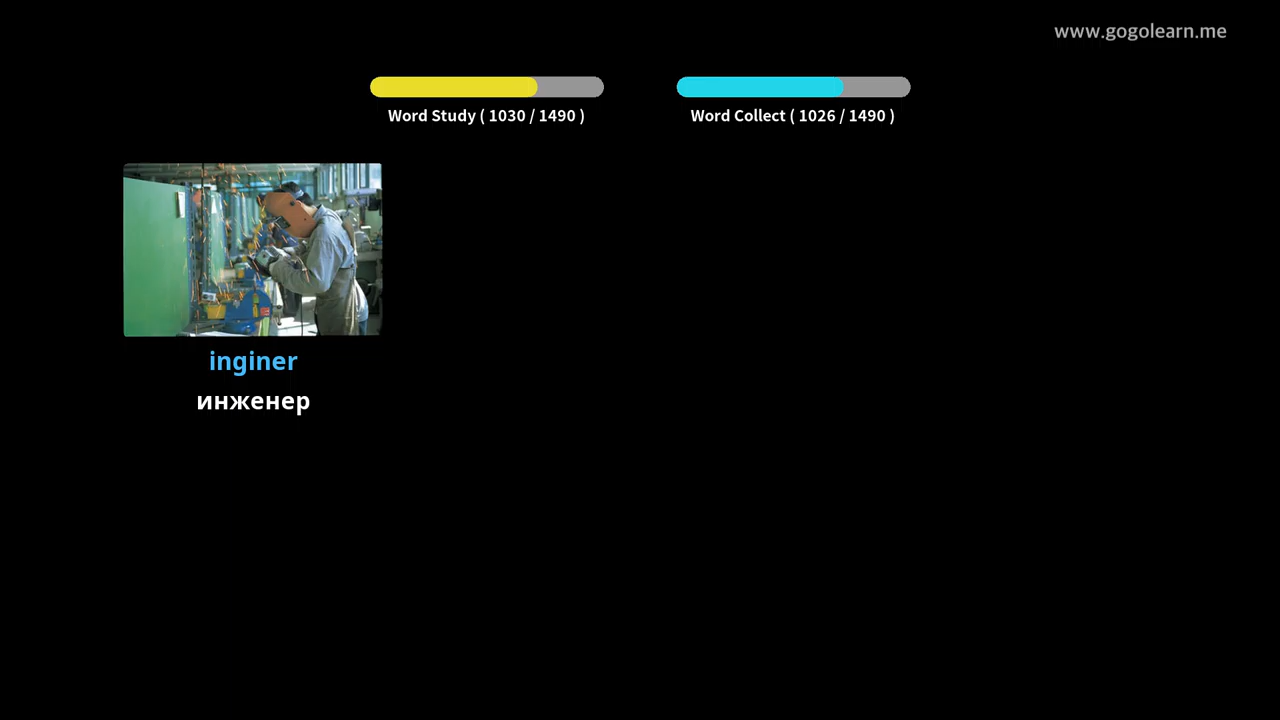 www.gogolearn.me
Word Study ( 1030 / 1490 )
Word Collect ( 1026 / 1490 )
inginer
инженер